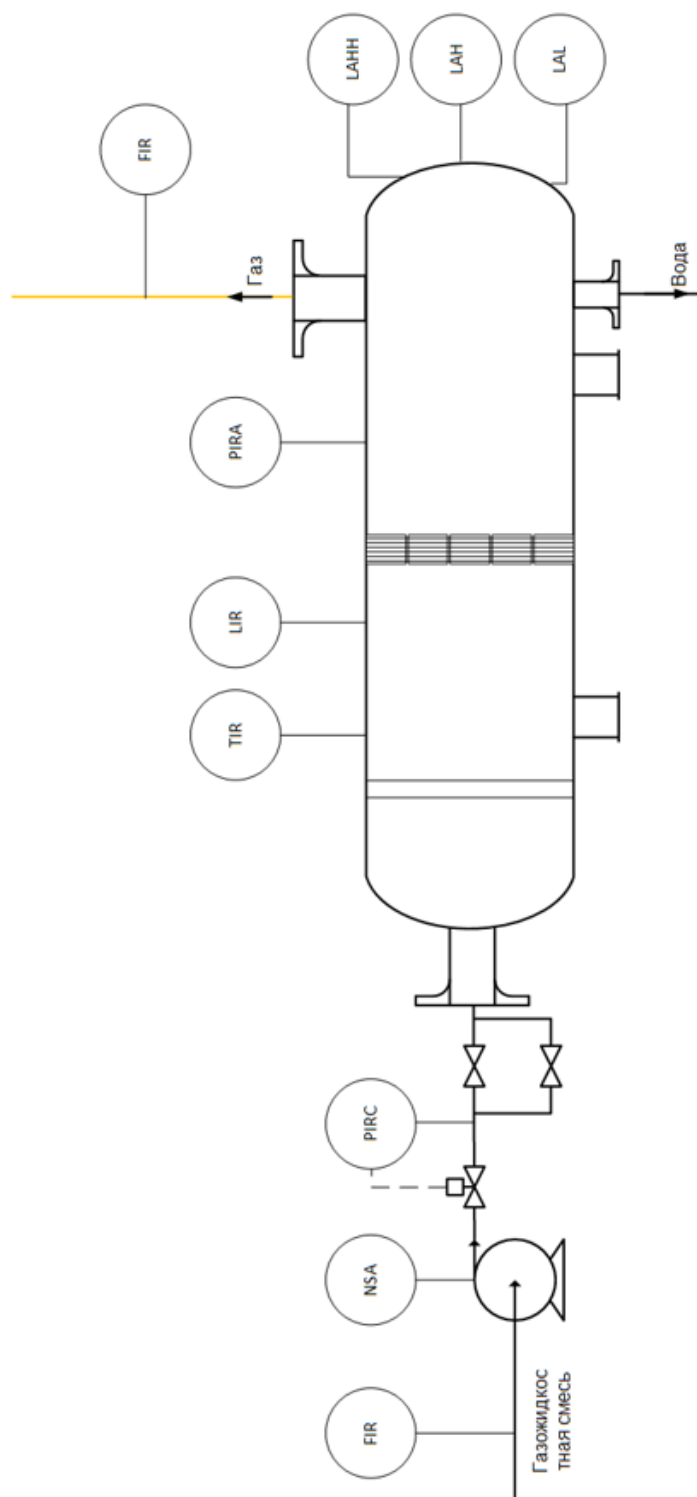 LAHH
LAH
LAL
FIR
Газ
Вода
PIRA
LIR
TIR
PIRC
NSA
FIR
Газожидкос
тная смесь